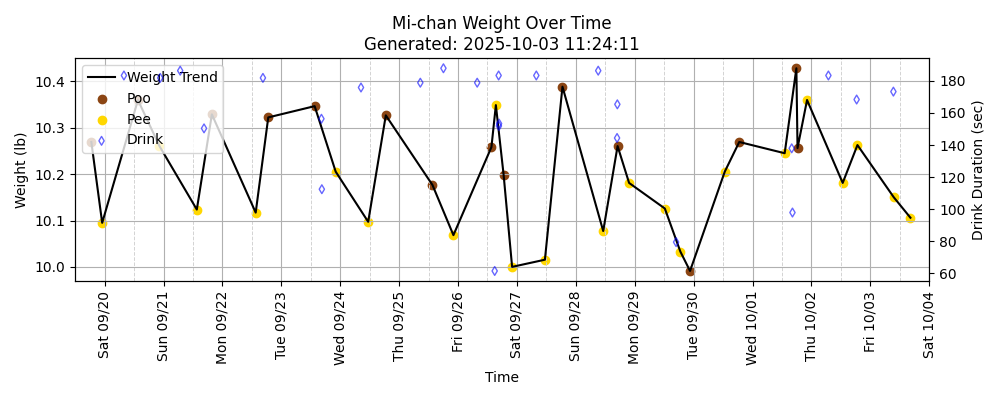 Mi-chan Weight Over Time
Generated: 2025-10-03 11:24:11
Weight (lb)
10.4
10.3
10.2
10.1
10.0
Weight Trend
Poo
Pee
Drink
180
160
140
120
100
80
60
Drink Duration (sec)
Sat 09/20
Sun 09/21
Mon 09/22
Tue 09/23
Wed 09/24
Thu 09/25
Fri 09/26
Sat 09/27
Sun 09/28
Mon 09/29
Tue 09/30
Wed 10/01
Thu 10/02
Fri 10/03
Sat 10/04
Time